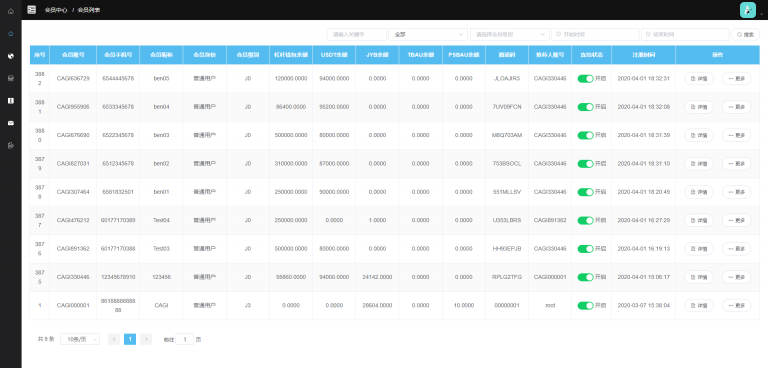 会员中心 / 会员列表
请输入关键字 全部 请选择会员级别 开始时间 结束时间 搜索
序号 会员账号 会员手机号 会员昵称 会员身份 会员级别 杠杆钱包余额 USDT余额 JYB余额 TBAU余额 PSBAU余额 邀请码 推荐人账号 冻结状态 注册时间 操作
3882 CAGI636729 6544445678 ben05 普通用户 J0 120000.0000 94000.0000 0.0000 0.0000 0.0000 JLOAJIR3 CAGI330446 开启 2020-04-01 18:32:31 详情 更多
3881 CAGI955906 6533345678 ben04 普通用户 J0 86400.0000 95200.0000 0.0000 0.0000 0.0000 7UV09FCN CAGI330446 开启 2020-04-01 18:32:08 详情 更多
3880 CAGI676690 6522345678 ben03 普通用户 J0 500000.0000 80000.0000 0.0000 0.0000 0.0000 MBQ703AM CAGI330446 开启 2020-04-01 18:31:39 详情 更多
3879 CAGI827031 6512345678 ben02 普通用户 J0 310000.0000 87000.0000 0.0000 0.0000 0.0000 753BSOCL CAGI330446 开启 2020-04-01 18:31:10 详情 更多
3878 CAGI307464 6581832501 ben01 普通用户 J0 250000.0000 90000.0000 0.0000 0.0000 0.0000 551MLLSV CAGI330446 开启 2020-04-01 18:20:49 详情 更多
3877 CAGI476212 60177170389 Test04 普通用户 J0 250000.0000 0.0000 1.0000 0.0000 0.0000 U353LBRS CAGI891362 开启 2020-04-01 16:27:29 详情 更多
3876 CAGI891362 60177170388 Test03 普通用户 J0 500000.0000 80000.0000 0.0000 0.0000 0.0000 HH93EPJB CAGI330446 开启 2020-04-01 16:19:13 详情 更多
3875 CAGI330446 12345678910 123456 普通用户 J0 95860.0000 94000.0000 24142.0000 0.0000 0.0000 RPLG2TFG CAGI000001 开启 2020-04-01 15:06:17 详情 更多
1 CAGI000001 8618888888888 CAGI 普通用户 J3 0.0000 0.0000 28604.0000 0.0000 10.0000 00000001 root 开启 2020-03-07 15:38:04 详情 更多
共 9 条 10条/页 1 前往 1 页